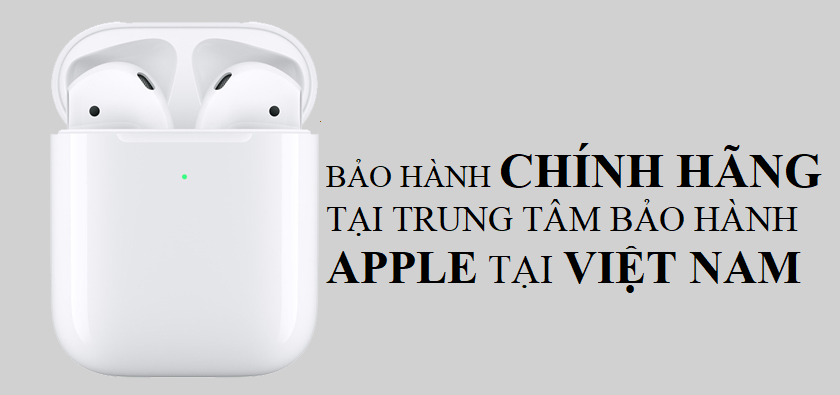 BẢO HÀNH CHÍNH HÃNG
TẠI TRUNG TÂM BẢO HÀNH
APPLE TẠI VIỆT NAM